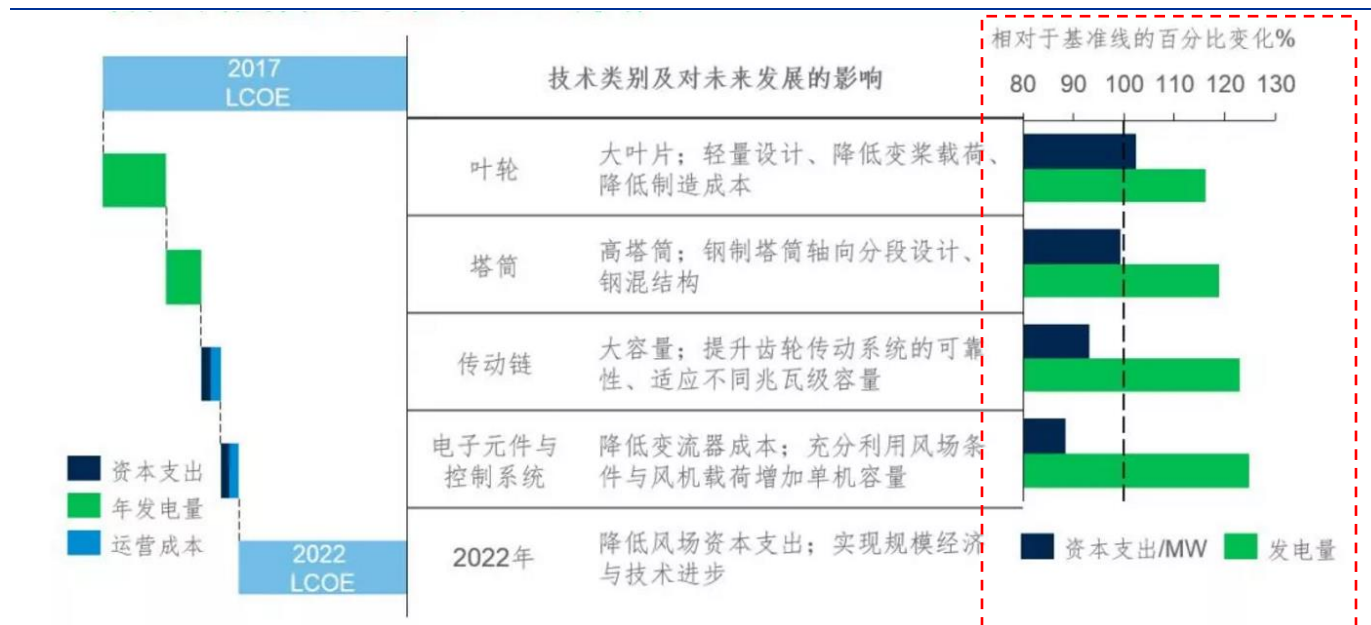 相对于基准线的百分比变化%
80 90 100 110 120 130
2017
LCOE
技术类别及对未来发展的影响
叶轮
大叶片；轻量设计、降低变桨载荷、
降低制造成本
塔筒
高塔筒；钢制塔筒轴向分段设计、
钢混结构
传动链
大容量；提升齿轮传动系统的可靠
性、适应不同兆瓦级容量
电子元件与
控制系统
降低变流器成本；充分利用风场条
件与风机载荷增加单机容量
2022年
降低风场资本支出；实现规模经济
与技术进步
资本支出
年发电量
运营成本
2022
LCOE
资本支出/MW
发电量